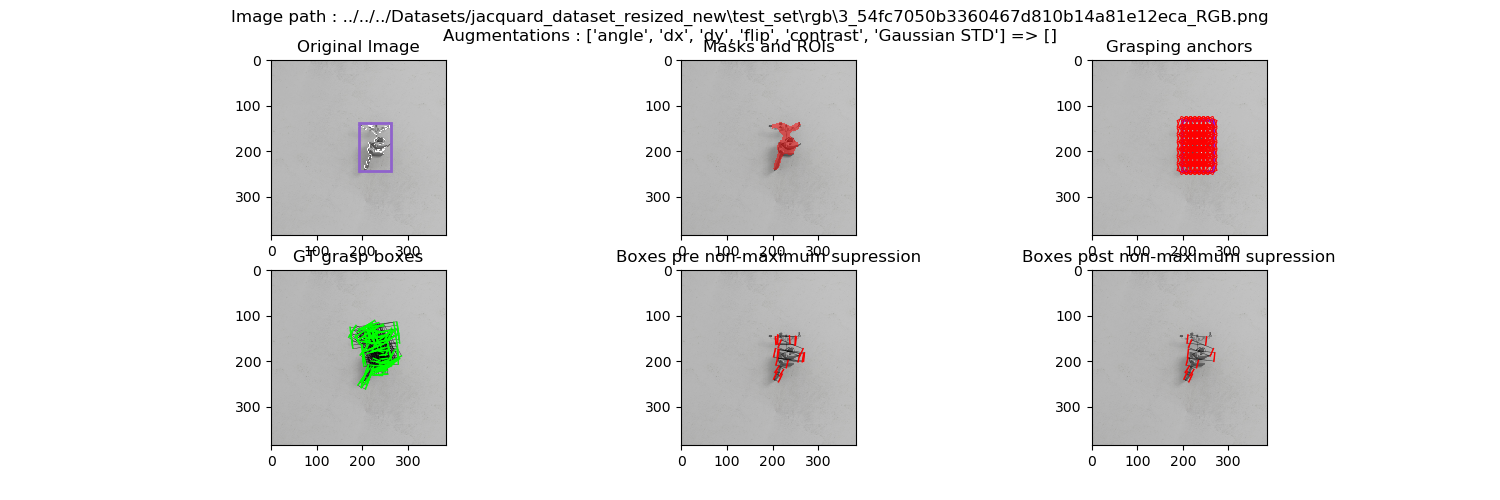 Image path : ../../../Datasets/jacquard_dataset_resized_new\test_set\rgb\3_54fc7050b3360467d810b14a81e12eca_RGB.png
Augmentations : ['angle', 'dx', 'dy', 'flip', 'contrast', 'Gaussian STD'] => []
Original Image
Masks and ROIs
Grasping anchors
0 100 200 300
0 100 200 300
0 100 200 300
0 100 200 300
0 100 200 300
0 100 200 300
GT grasp boxes
Boxes pre non-maximum supression
Boxes post non-maximum supression
0 100 200 300
0 100 200 300
0 100 200 300
0 100 200 300
0 100 200 300
0 100 200 300